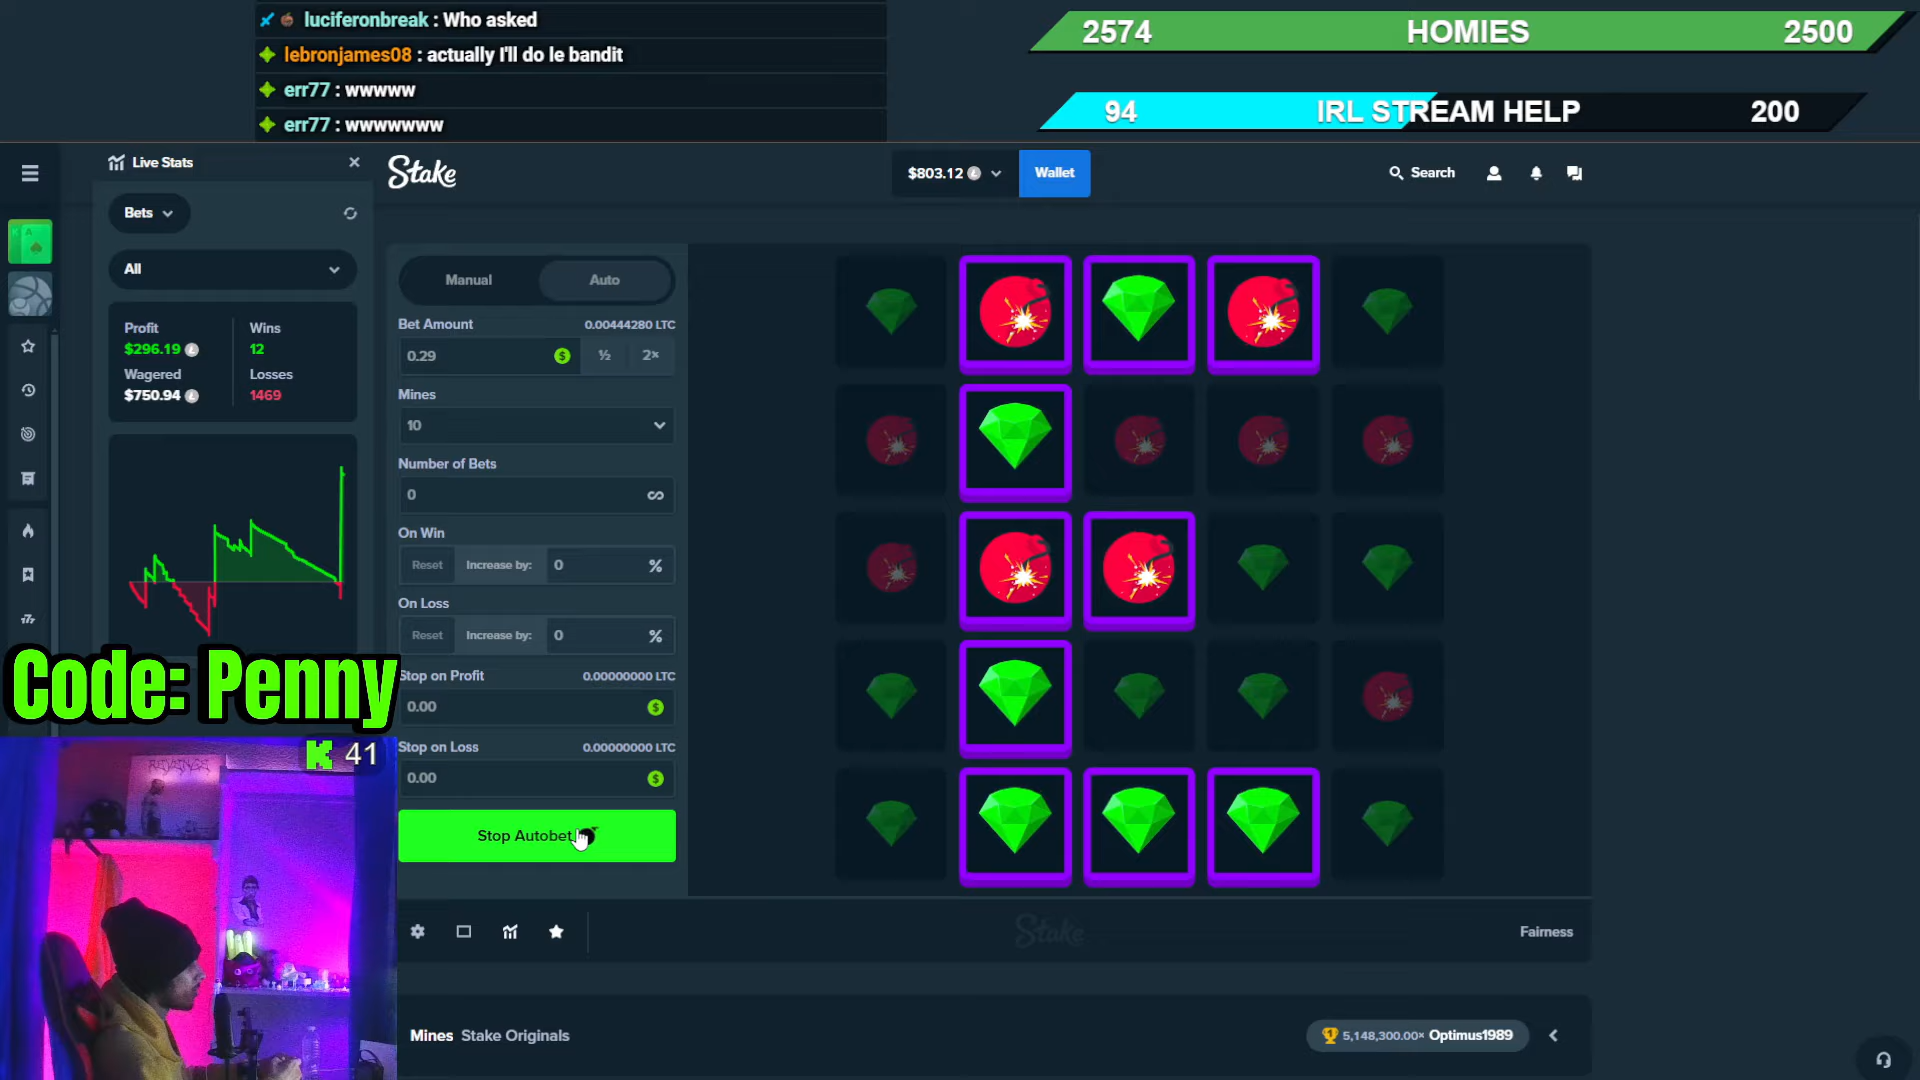 luciferonbreak : Who asked
lebronjames08 : actually I'll do le bandit
err77 : wwwww
err77 : wwwwwww
2574 HOMIES 2500
94 IRL STREAM HELP 200
Live Stats
Stake
$803.12
Wallet
Search
Bets
All
Profit
$296.19
Wins
12
Wagered
$750.94
Losses
1469
Manual
Auto
Bet Amount
0.00444280 LTC
0.29
½
2×
Mines
10
Number of Bets
0
∞
On Win
Reset
Increase by:
0
%
On Loss
Reset
Increase by:
0
%
Stop on Profit
0.00000000 LTC
0.00
Stop on Loss
0.00000000 LTC
0.00
Stop Autobet
Code: Penny
K 41
Stake
Fairness
Mines Stake Originals
5,148,300.00× Optimus1989